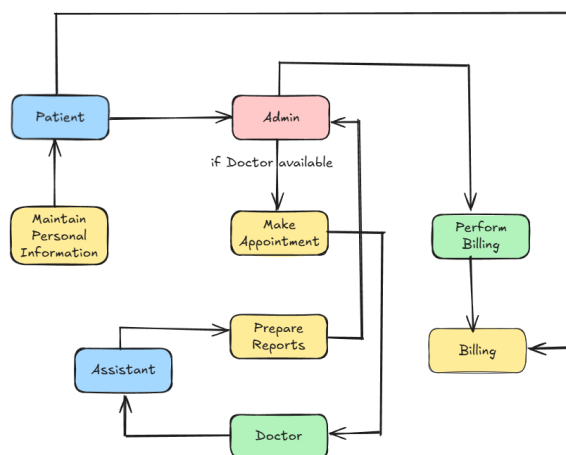 Patient
Admin
if Doctor available
Maintain
Personal
Information
Make
Appointment
Perform
Billing
Prepare
Reports
Assistant
Billing
Doctor